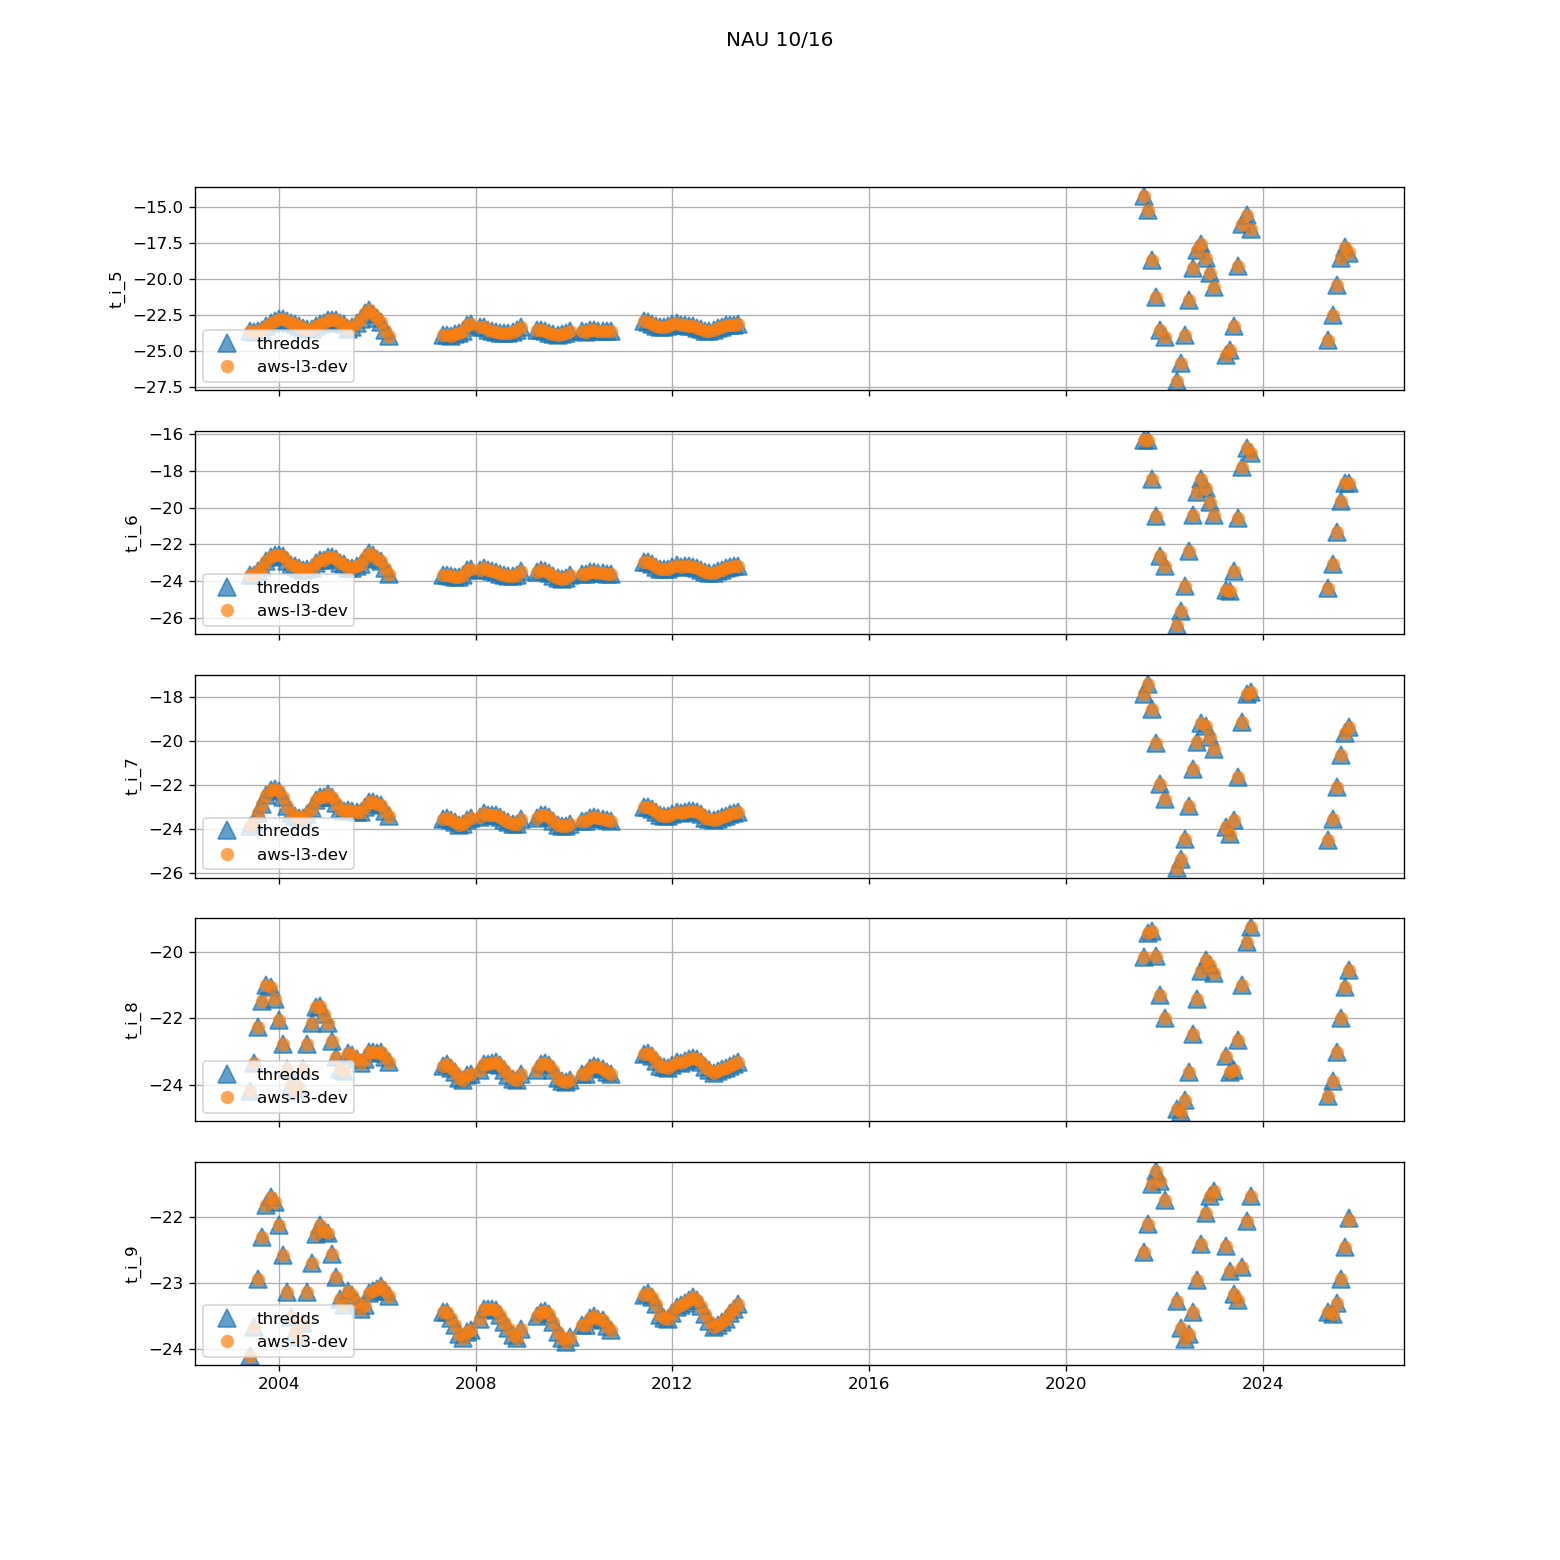 NAU 10/16
−15.0
−17.5
−20.0
−22.5
−25.0
−27.5
t_i_5
thredds
aws-l3-dev
−16
−18
−20
−22
−24
−26
t_i_6
thredds
aws-l3-dev
−18
−20
−22
−24
−26
t_i_7
thredds
aws-l3-dev
−20
−22
−24
t_i_8
thredds
aws-l3-dev
−22
−23
−24
t_i_9
thredds
aws-l3-dev
2004 2008 2012 2016 2020 2024